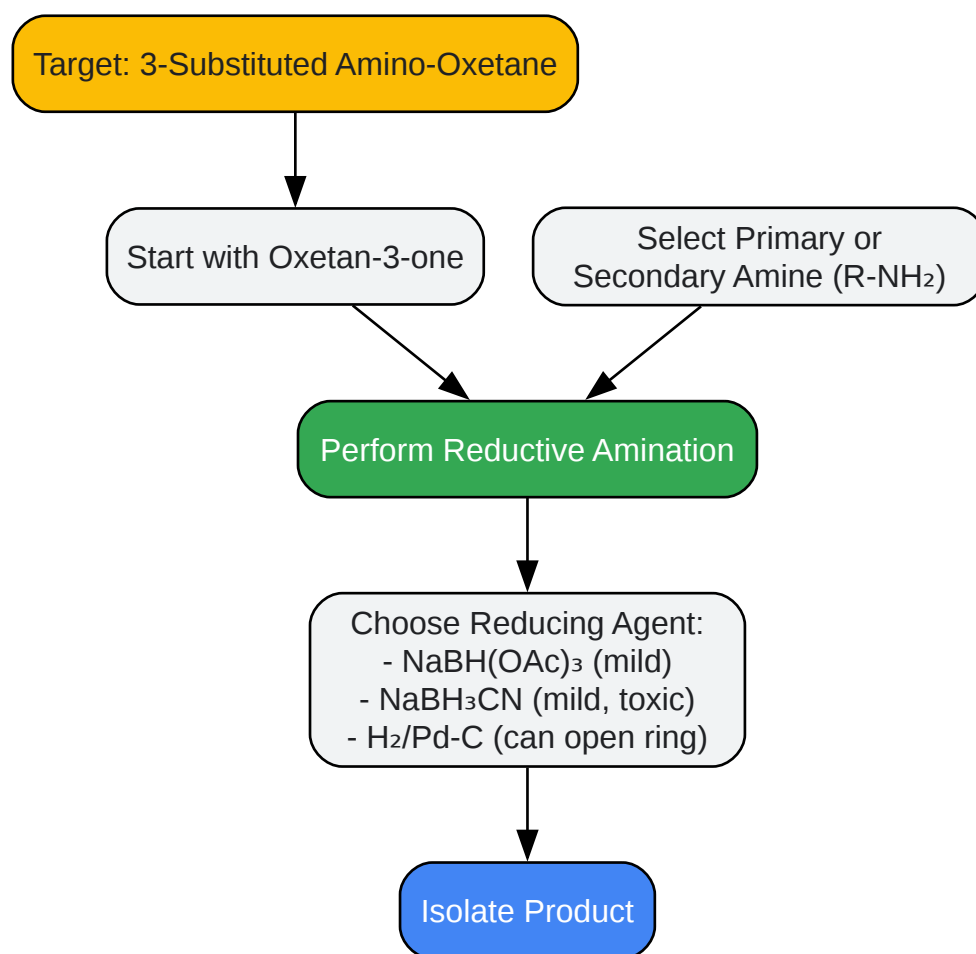 Target: 3-Substituted Amino-Oxetane
Start with Oxetan-3-one
Select Primary or
Secondary Amine (R-NH₂)
Perform Reductive Amination
Choose Reducing Agent:
- NaBH(OAc)₃ (mild)
- NaBH₃CN (mild, toxic)
- H₂/Pd-C (can open ring)
Isolate Product